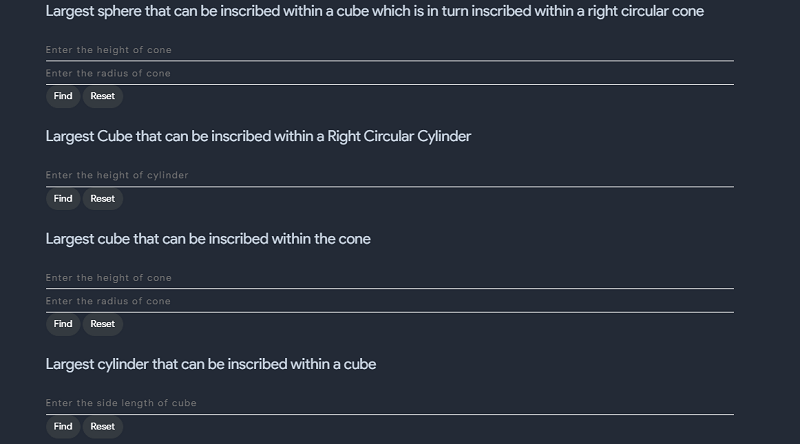 Largest sphere that can be inscribed within a cube which is in turn inscribed within a right circular cone
Enter the height of cone
Enter the radius of cone
Find Reset
Largest Cube that can be inscribed within a Right Circular Cylinder
Enter the height of cylinder
Find Reset
Largest cube that can be inscribed within the cone
Enter the height of cone
Enter the radius of cone
Find Reset
Largest cylinder that can be inscribed within a cube
Enter the side length of cube
Find Reset